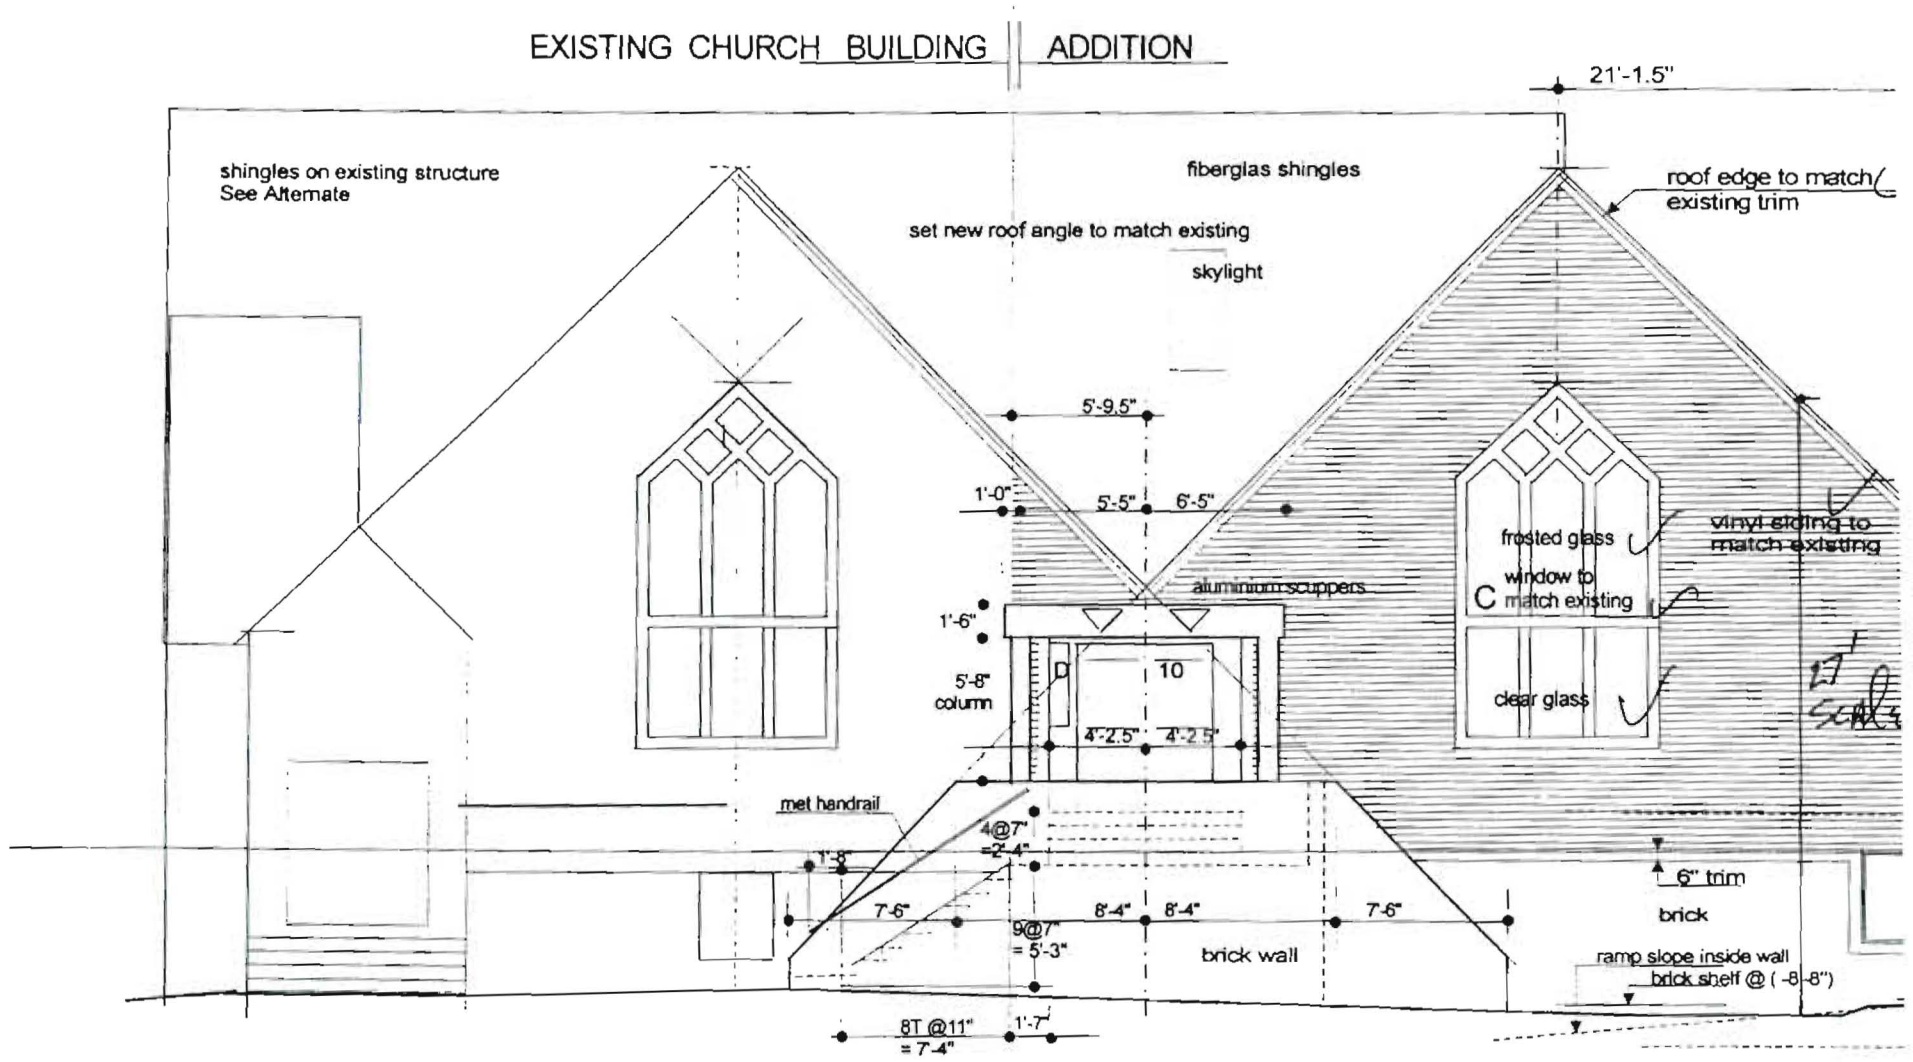 EXISTING CHURCH BUILDING ADDITION
21'-1.5"
shingles on existing structure
See Alternate
fiberglas shingles
roof edge to match
existing trim
set new roof angle to match existing
skylight
5'-9.5"
1'-0"
5'-5"
6'-5"
frosted glass
vinyl siding to
match existing
aluminium scuppers
window to
C match existing
1'-6"
27'
Scale
5'-8"
column
D
10
clear glass
4'-2.5"
4'-2.5"
met handrail
4@7"
=2'-4"
1'-8"
6" trim
7'-6"
8'-4"
8'-4"
7'-6"
brick
9@7"
= 5'-3"
brick wall
ramp slope inside wall
brick shelf @ ( -8-8")
8T @11"
= 7'-4"
1'-7"